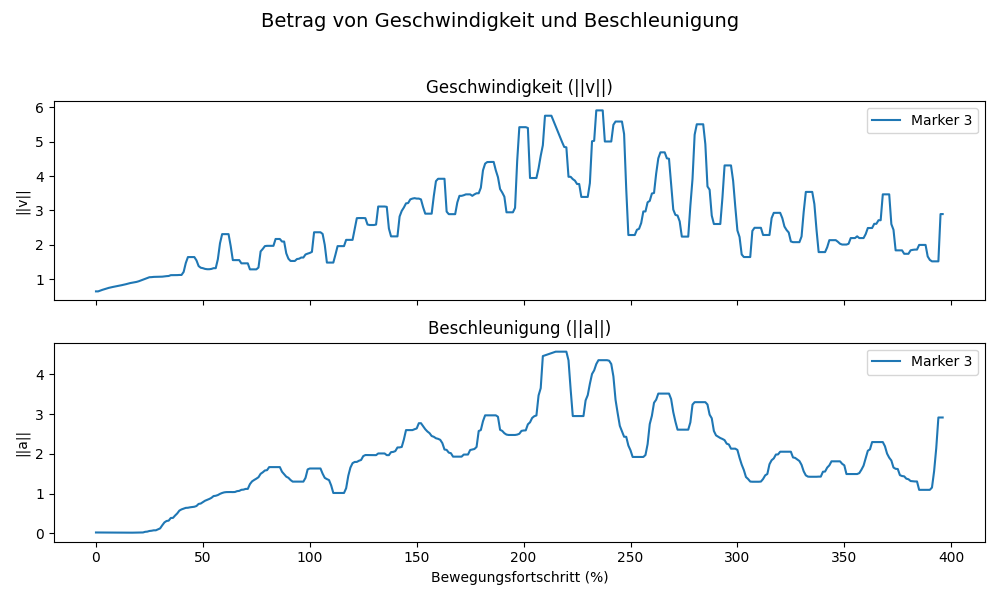 Betrag von Geschwindigkeit und Beschleunigung
Geschwindigkeit (||v||)
6
5
4
3
2
1
||v||
Marker 3
Beschleunigung (||a||)
4
3
2
1
0
||a||
Marker 3
0 50 100 150 200 250 300 350 400
Bewegungsfortschritt (%)